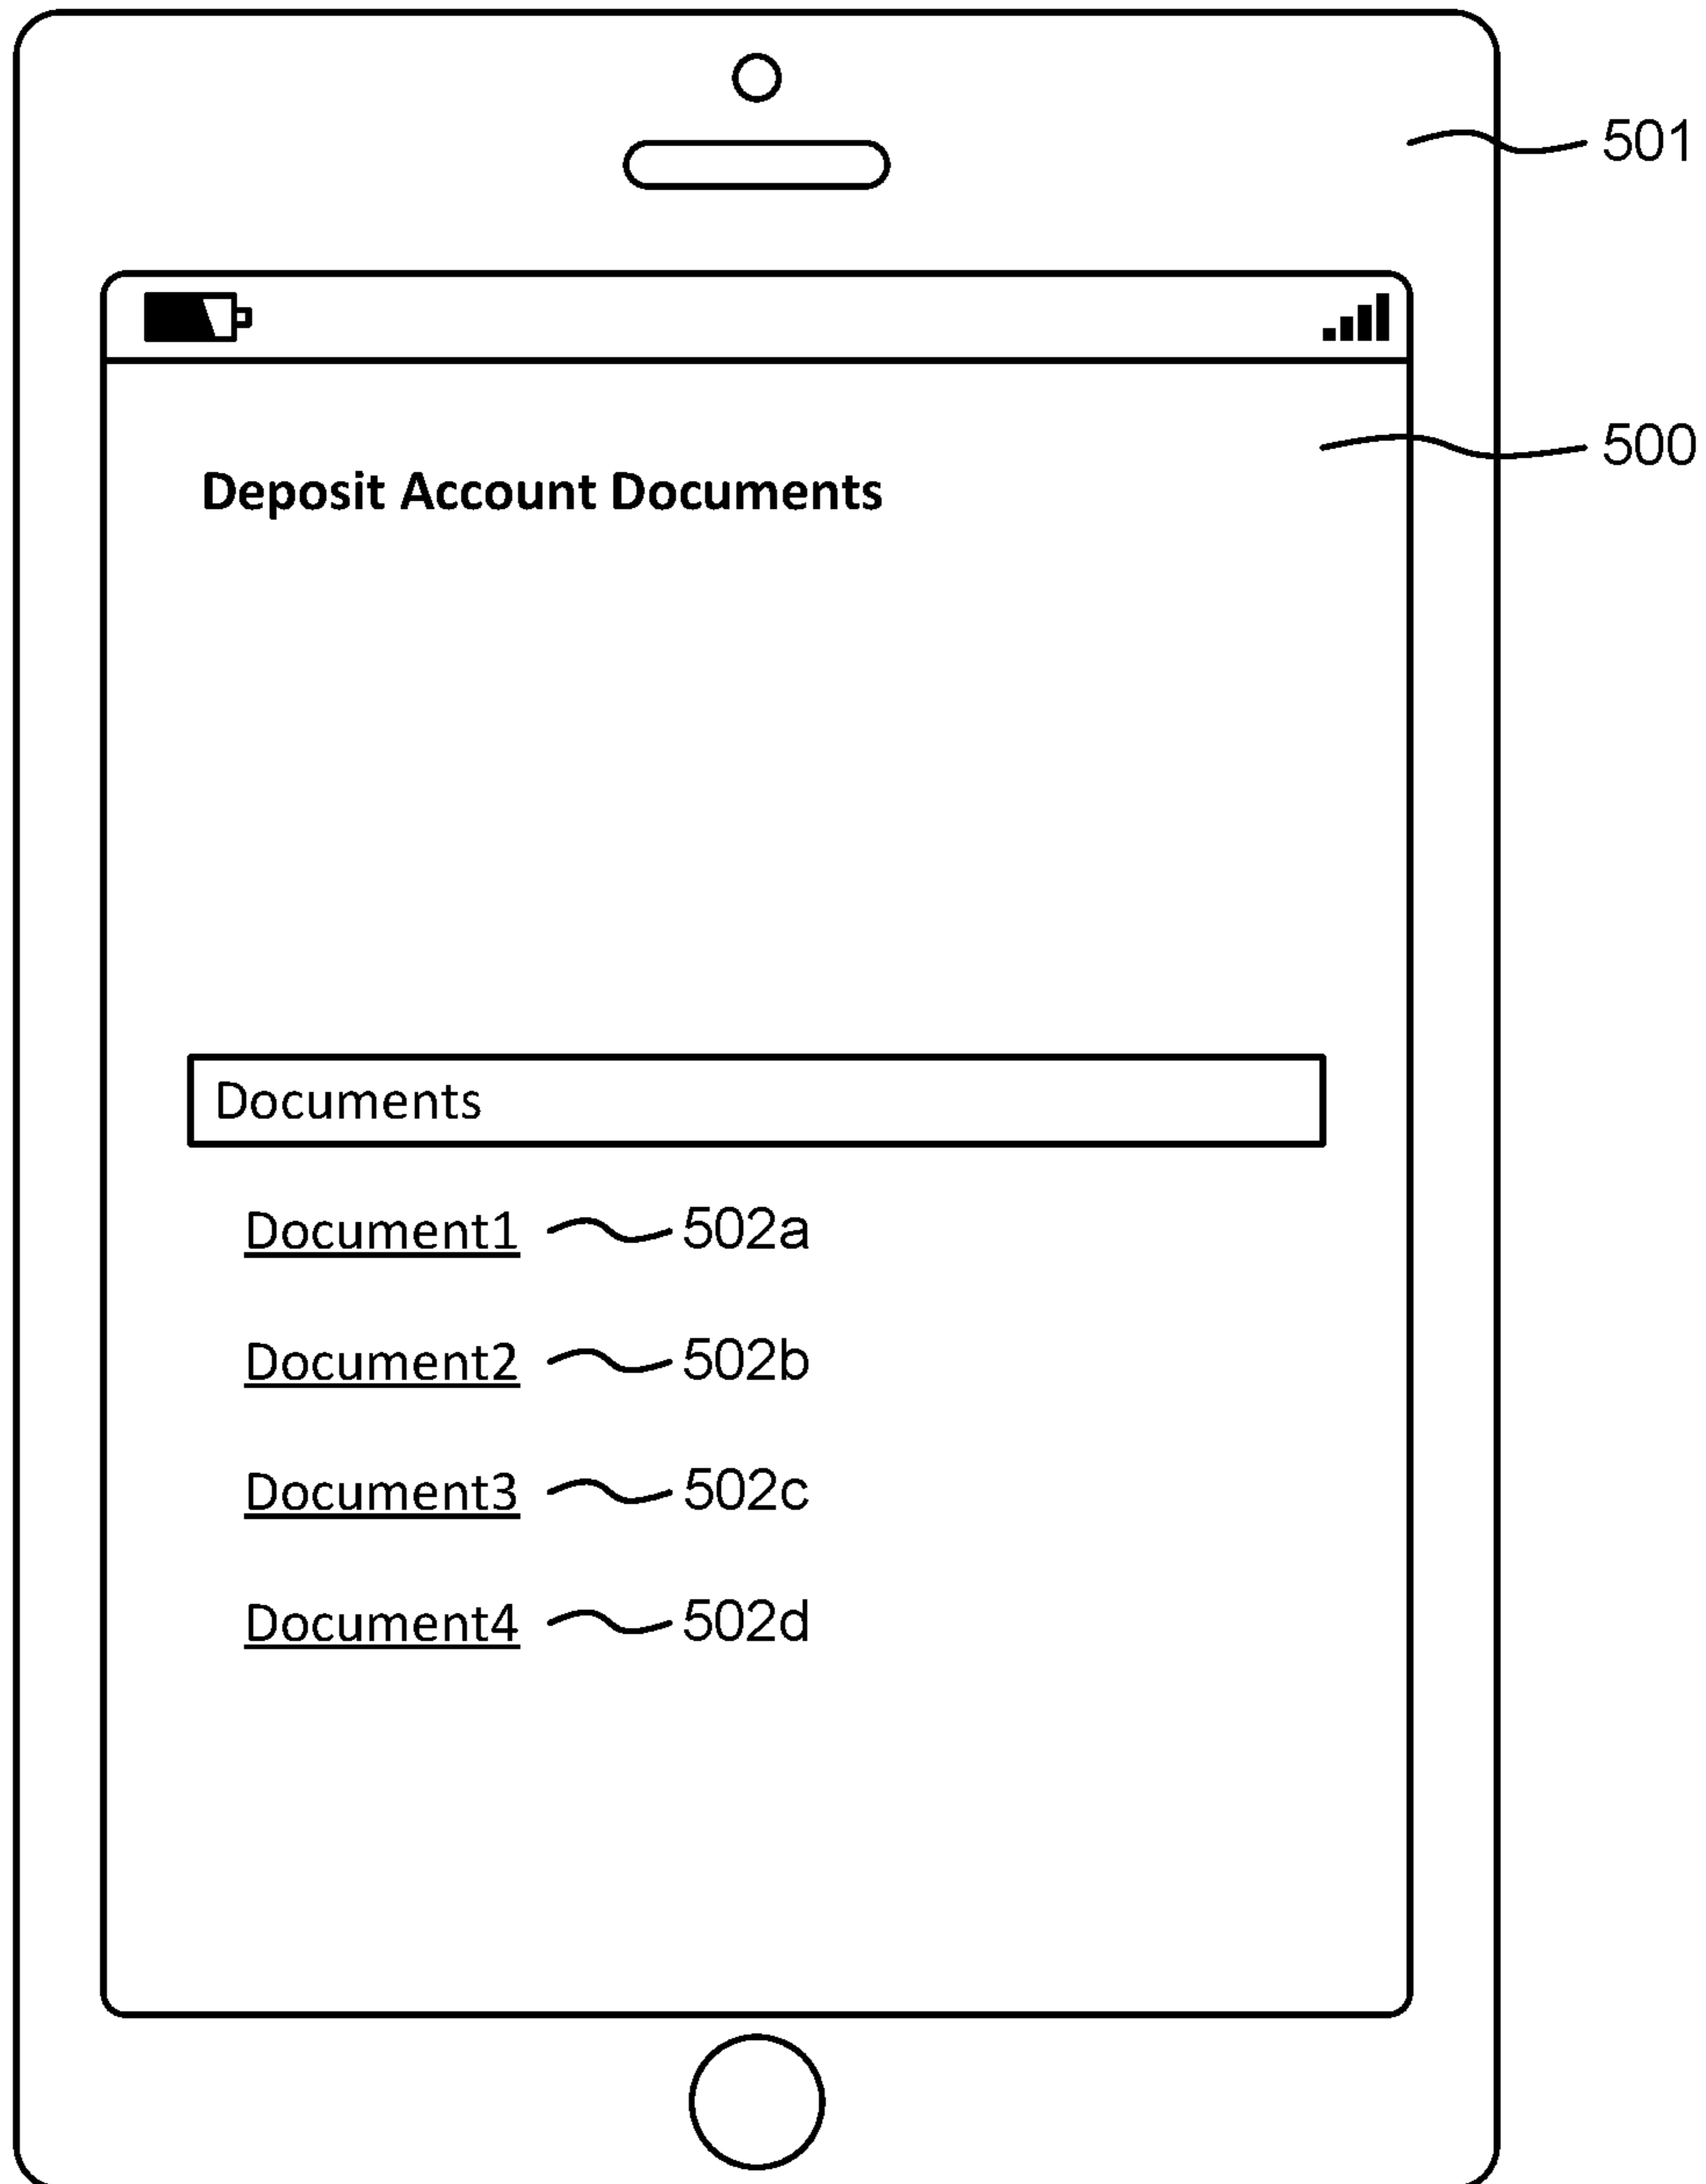 501
500
Deposit Account Documents
Documents
Document1 502a
Document2 502b
Document3 502c
Document4 502d